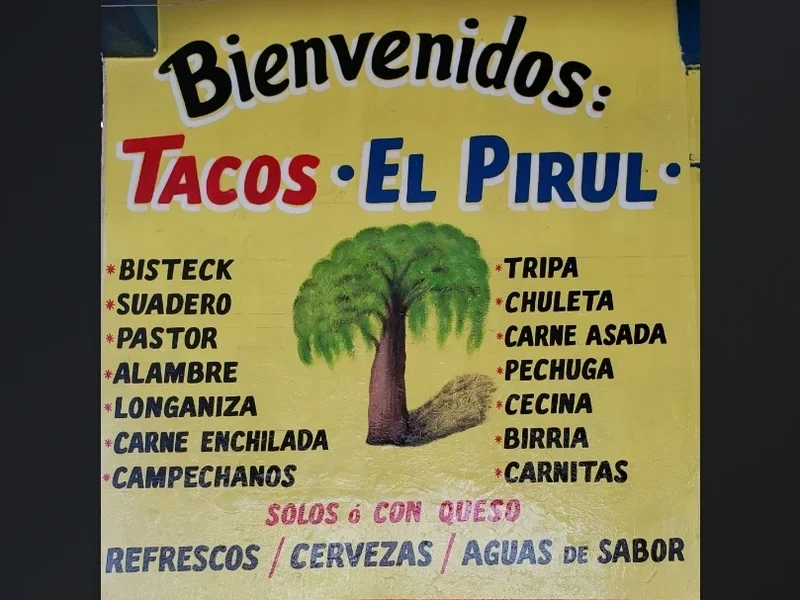 Bienvenidos:
TACOS • EL PIRUL •
* BISTECK
* SUADERO
* PASTOR
* ALAMBRE
* LONGANIZA
* CARNE ENCHILADA
* CAMPECHANOS
* TRIPA
* CHULETA
* CARNE ASADA
* PECHUGA
* CECINA
* BIRRIA
* CARNITAS
SOLOS ó CON QUESO
REFRESCOS / CERVEZAS / AGUAS DE SABOR